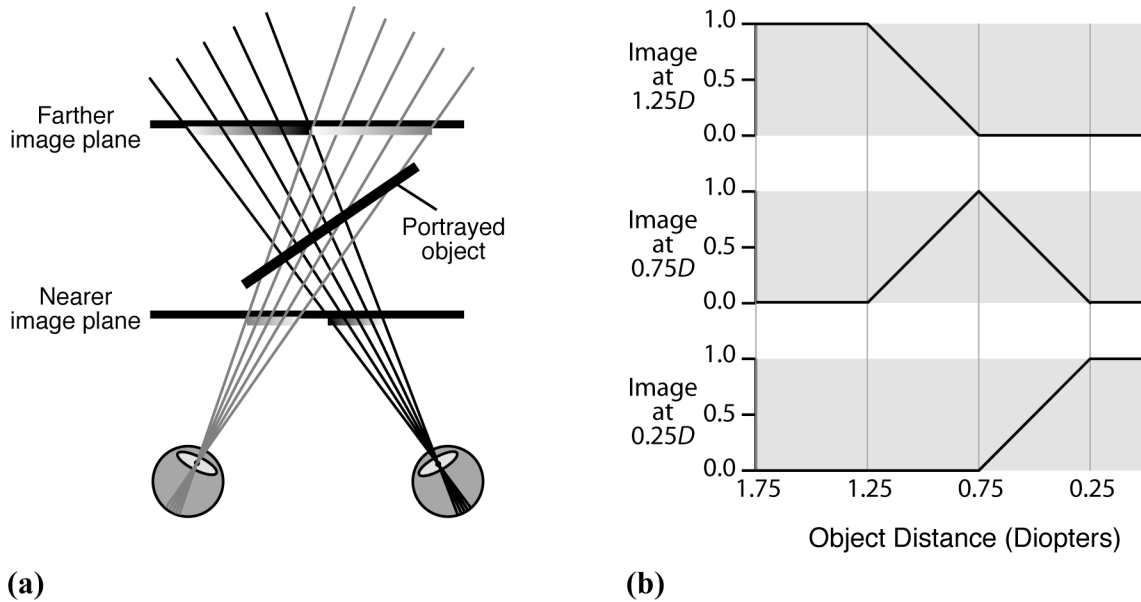 Farther
image plane
Portrayed
object
Nearer
image plane
(a)
Image
at
1.25D
1.0
0.5
0.0
Image
at
0.75D
1.0
0.5
0.0
Image
at
0.25D
1.0
0.5
0.0
1.75 1.25 0.75 0.25
Object Distance (Diopters)
(b)